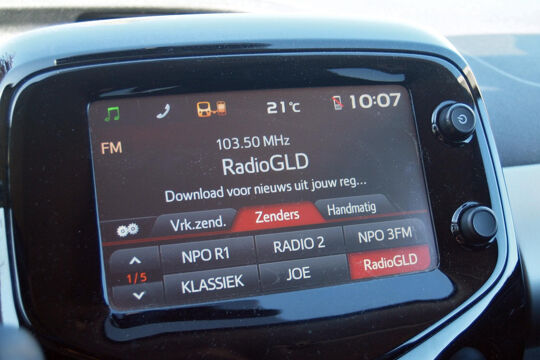 21°C 10:07
FM
103.50 MHz
RadioGLD
Download voor nieuws uit jouw reg...
Vrk.zend. Zenders Handmatig
NPO R1 RADIO 2 NPO 3FM
1/5
KLASSIEK JOE RadioGLD